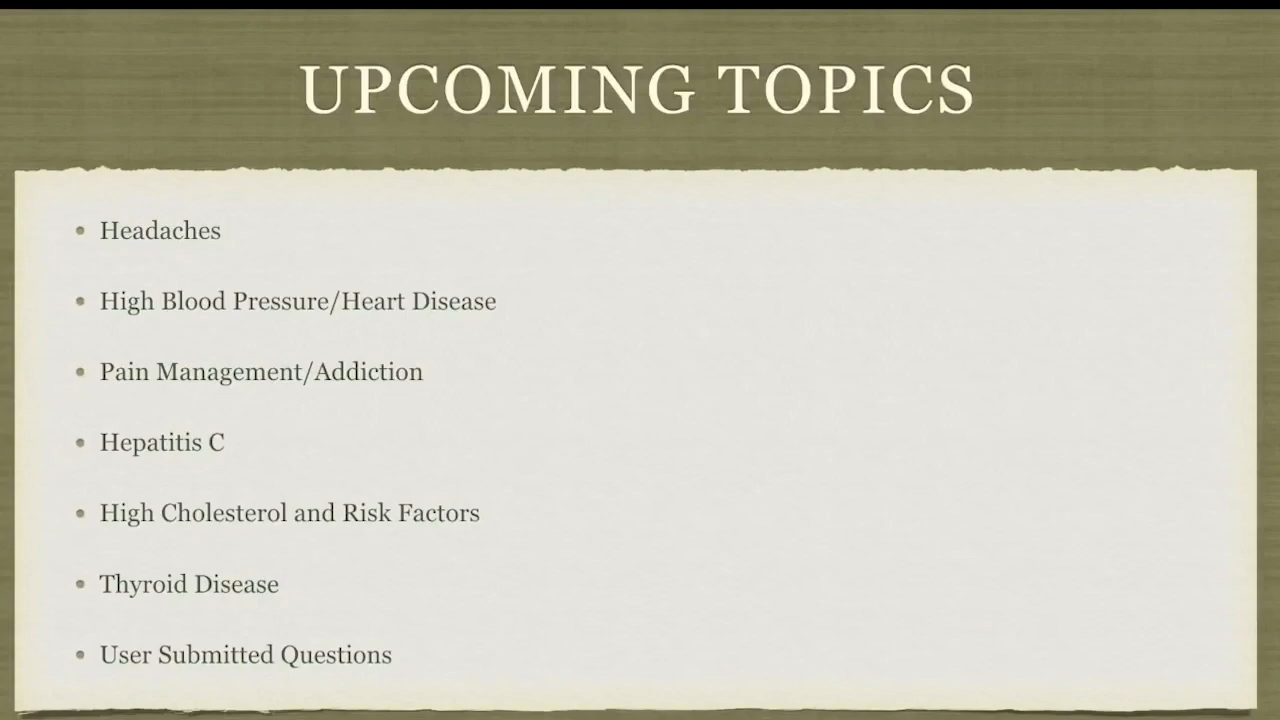 UPCOMING TOPICS
• Headaches
• High Blood Pressure/Heart Disease
• Pain Management/Addiction
• Hepatitis C
• High Cholesterol and Risk Factors
• Thyroid Disease
• User Submitted Questions